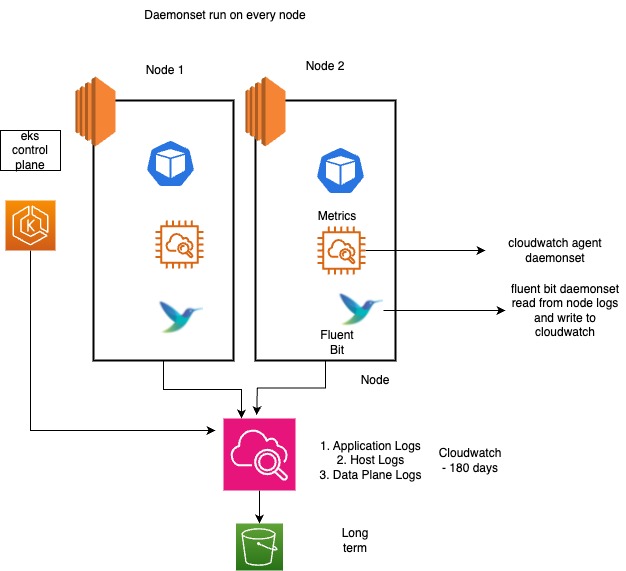 Daemonset run on every node
Node 1
Node 2
eks
control
plane
K
Metrics
cloudwatch agent
daemonset
fluent bit daemonset
read from node logs
and write to
cloudwatch
Fluent
Bit
Node
1. Application Logs
2. Host Logs
3. Data Plane Logs
Cloudwatch
- 180 days
Long
term